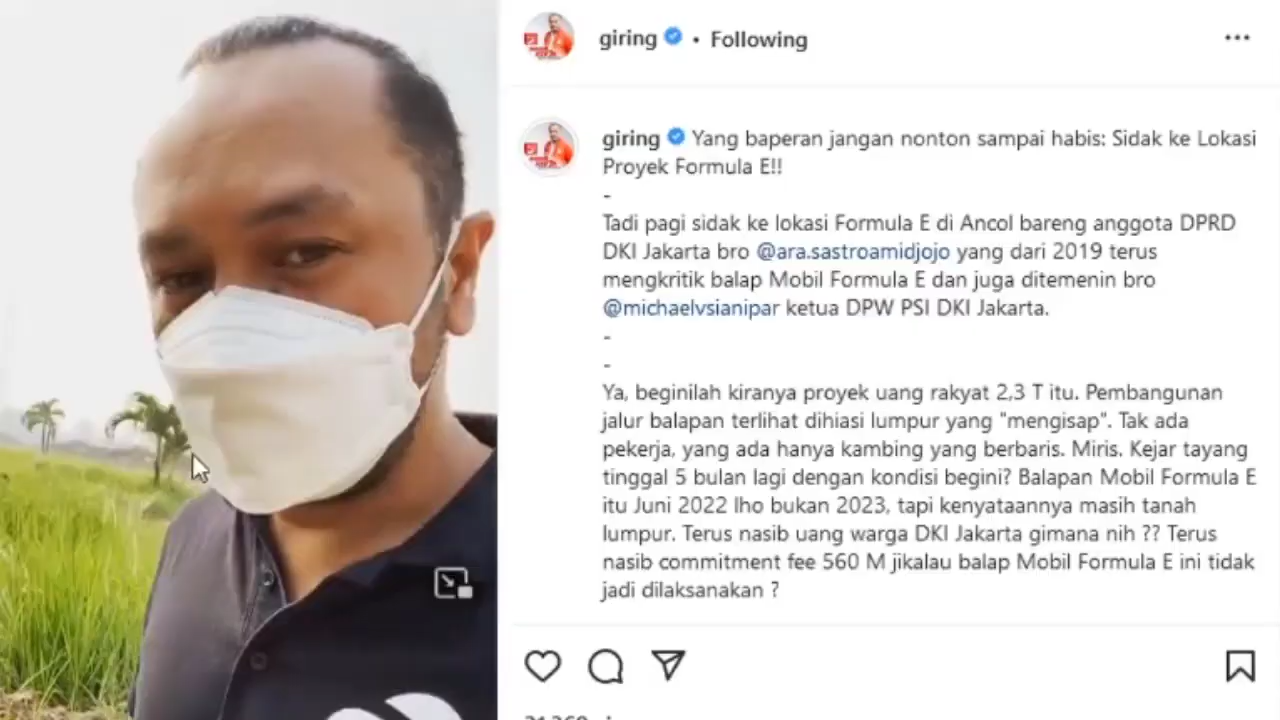 giring • Following
giring Yang baperan jangan nonton sampai habis: Sidak ke Lokasi
Proyek Formula E!!
-
Tadi pagi sidak ke lokasi Formula E di Ancol bareng anggota DPRD
DKI Jakarta bro @ara.sastroamidjojo yang dari 2019 terus
mengkritik balap Mobil Formula E dan juga ditemenin bro
@michaelvsianipar ketua DPW PSI DKI Jakarta.
-
-
Ya, beginilah kiranya proyek uang rakyat 2,3 T itu. Pembangunan
jalur balapan terlihat dihiasi lumpur yang "mengisap". Tak ada
pekerja, yang ada hanya kambing yang berbaris. Miris. Kejar tayang
tinggal 5 bulan lagi dengan kondisi begini? Balapan Mobil Formula E
itu Juni 2022 lho bukan 2023, tapi kenyataannya masih tanah
lumpur. Terus nasib uang warga DKI Jakarta gimana nih ?? Terus
nasib commitment fee 560 M jikalau balap Mobil Formula E ini tidak
jadi dilaksanakan ?